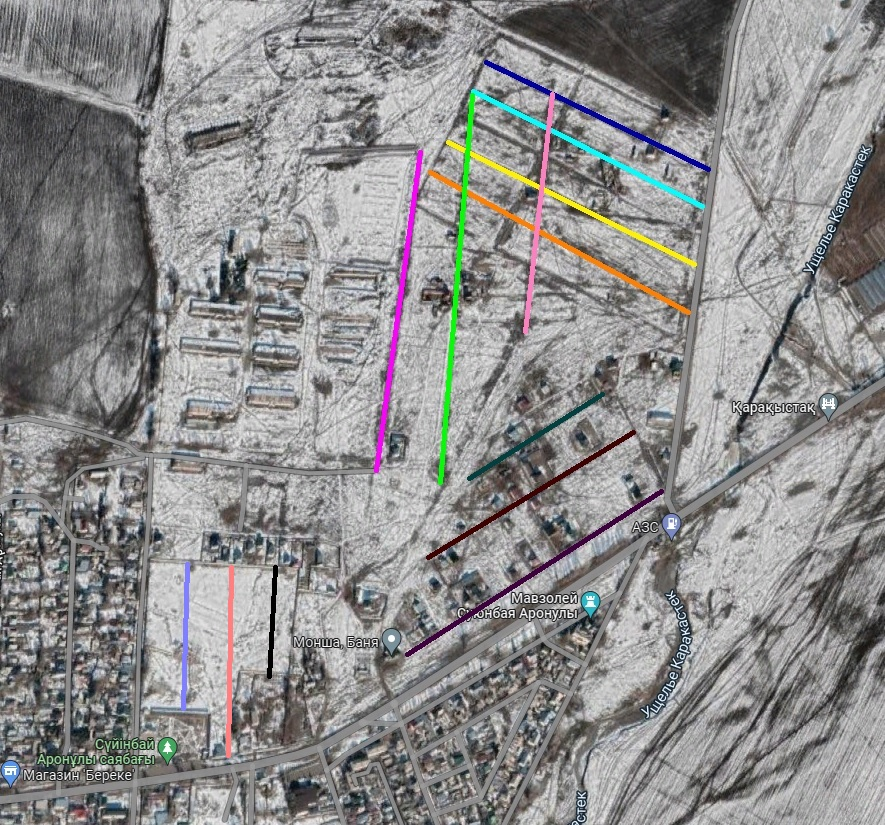 Ущелье Каракастек
Қарақыстақ
АЗС
Мавзолей
Суюнбая Аронулы
Монша, Баня
Ущелье Каракастек
Сүйінбай
Аронұлы саябағы
Магазин 'Береке'